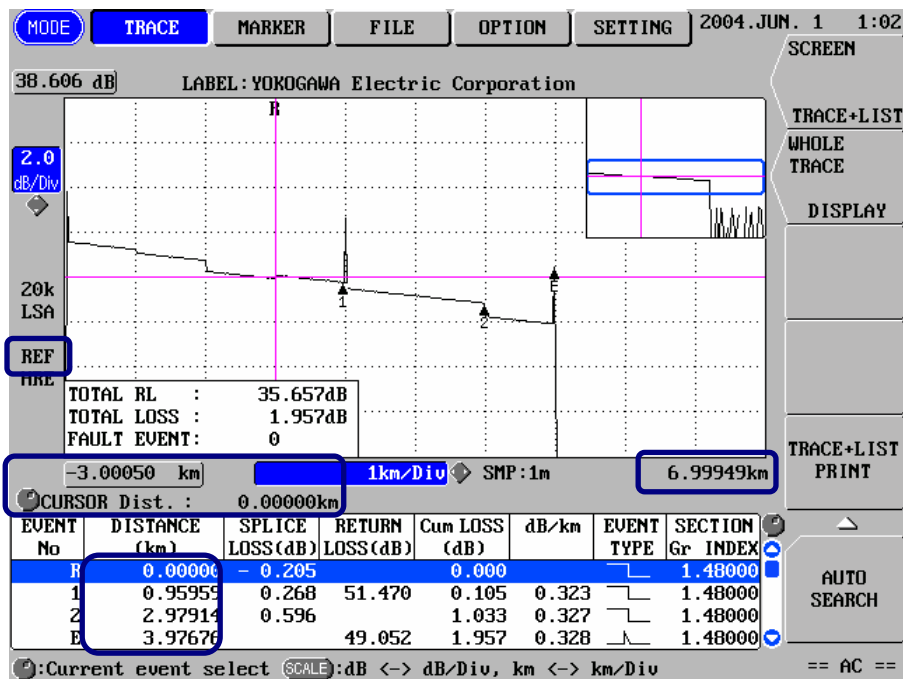 MODE TRACE MARKER FILE OPTION SETTING 2004.JUN. 1 1:02
SCREEN
38.606 dB LABEL:YOKOGAWA Electric Corporation
TRACE+LIST
R
WHOLE
TRACE
2.0
dB/Div
DISPLAY
20k
LSA
1
E
2
REF
TOTAL RL : 35.657dB
TOTAL LOSS : 1.957dB
FAULT EVENT: 0
TRACE+LIST
PRINT
-3.00050 km 1km/Div SMP:1m 6.99949km
CURSOR Dist. : 0.00000km
EVENT No DISTANCE (km) SPLICE LOSS(dB) RETURN LOSS(dB) Cum LOSS (dB) dB/km EVENT TYPE SECTION Gr INDEX
R 0.00000 - 0.205 0.000 1.48000
1 0.95959 0.268 51.470 0.105 0.323 1.48000
2 2.97914 0.596 1.033 0.327 1.48000
E 3.97676 49.052 1.957 0.328 1.48000
AUTO
SEARCH
:Current event select SCALE:dB <-> dB/Div, km <-> km/Div == AC ==